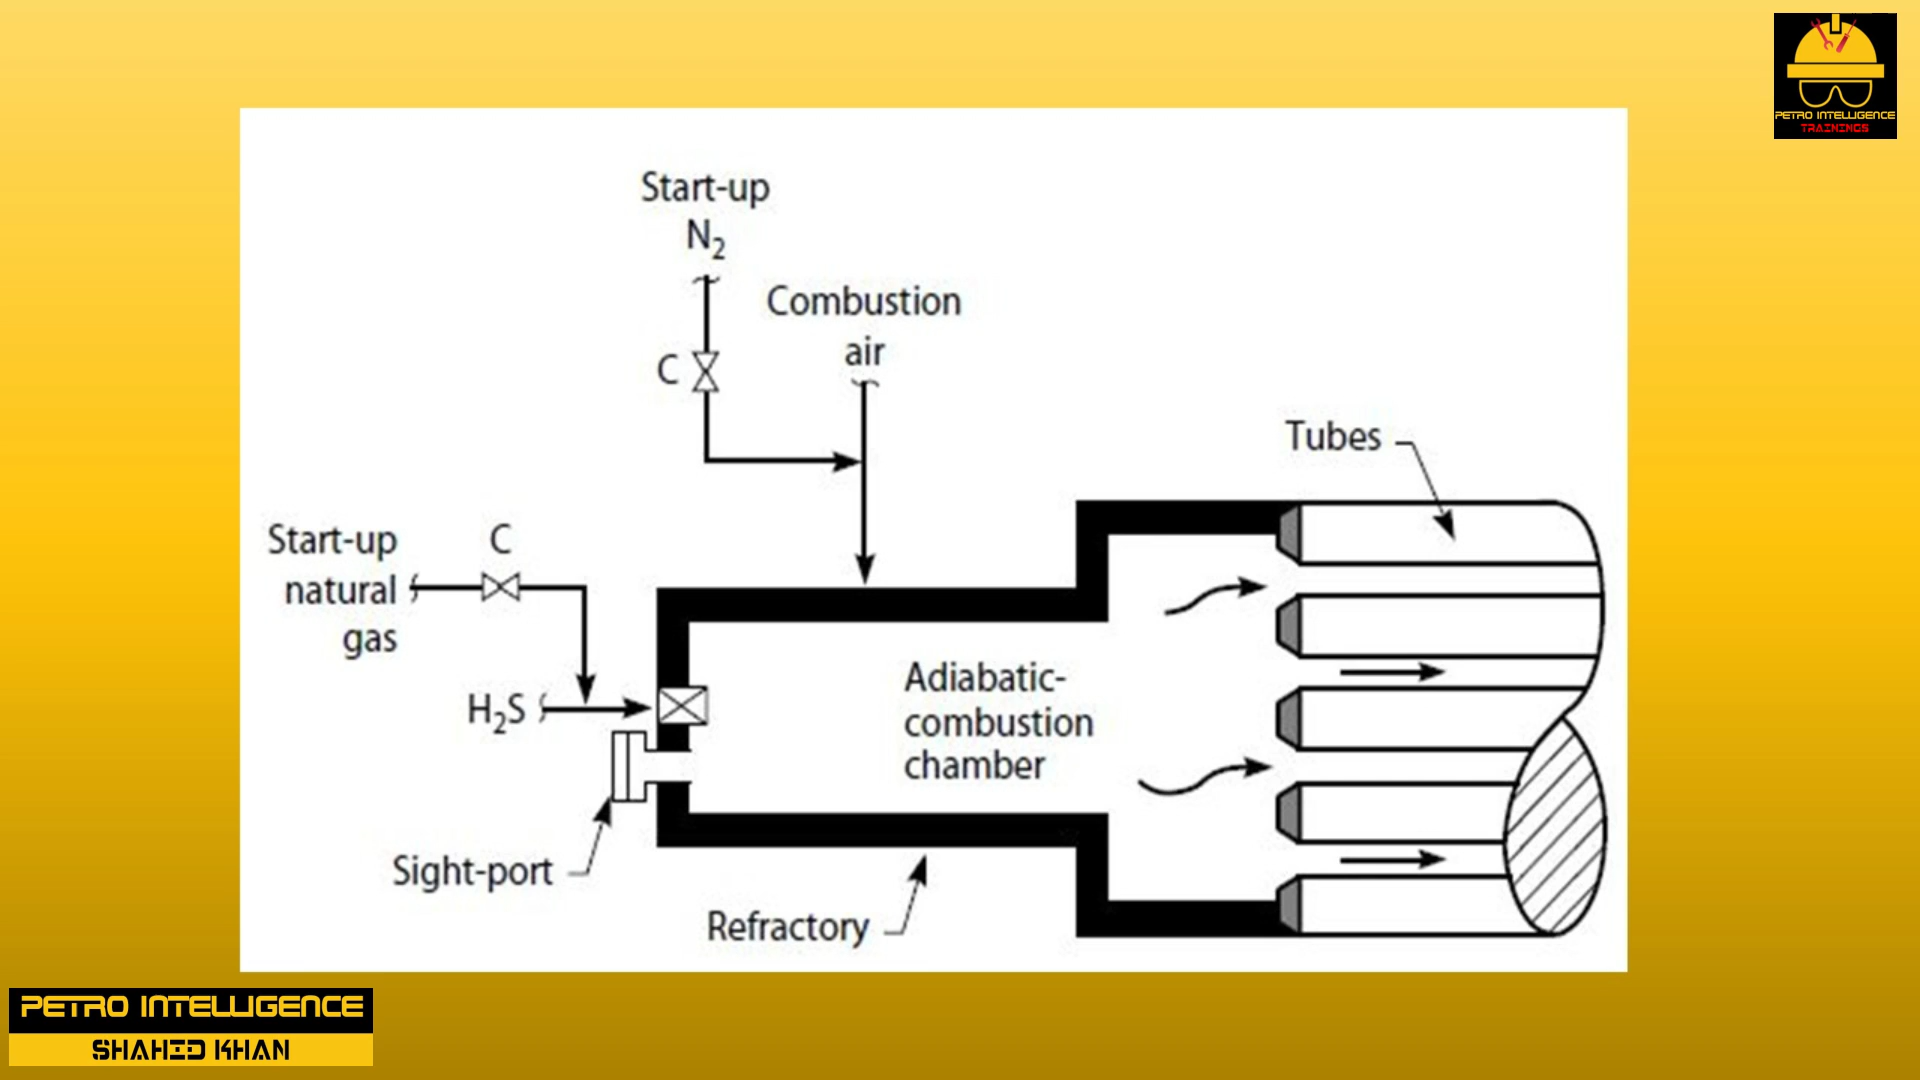 PETRO INTELLIGENCE
TRAININGS
Start-up
N₂
Combustion
air
C
Tubes
Start-up
natural
gas
C
H₂S
Adiabatic-
combustion
chamber
Sight-port
Refractory
PETRO INTELLIGENCE
SHAHID KHAN